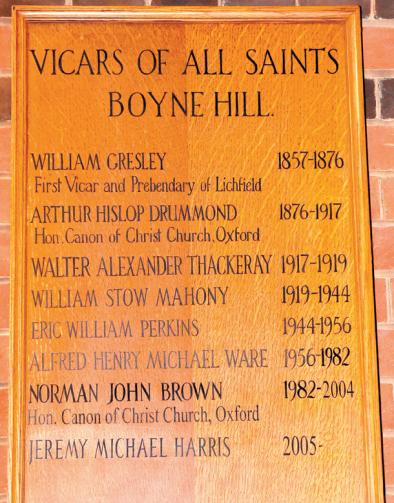 VICARS OF ALL SAINTS
BOYNE HILL.
WILLIAM GRESLEY 1857-1876
First Vicar and Prebendary of Lichfield
ARTHUR HISLOP DRUMMOND 1876-1917
Hon. Canon of Christ Church, Oxford
WALTER ALEXANDER THACKERAY 1917-1919
WILLIAM STOW MAHONY 1919-1944
ERIC WILLIAM PERKINS 1944-1956
ALFRED HENRY MICHAEL WARE 1956-1982
NORMAN JOHN BROWN 1982-2004
Hon. Canon of Christ Church, Oxford
JEREMY MICHAEL HARRIS 2005-